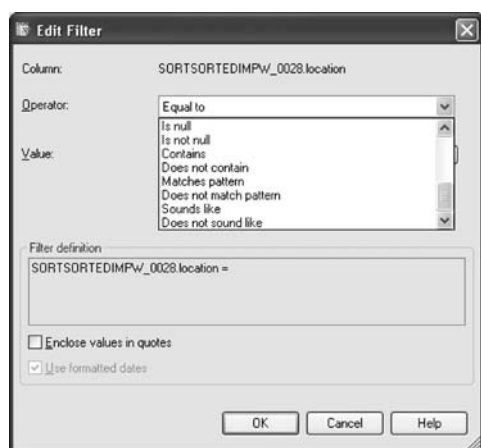 Edit Filter
Column: SORTSORTEDIMPW_0028.location
Operator: Equal to
Is null
Is not null
Contains
Value: Does not contain
Matches pattern
Does not match pattern
Sounds like
Does not sound like
Filter definition
SORTSORTEDIMPW_0028.location =
Enclose values in quotes
Use formatted dates
OK Cancel Help